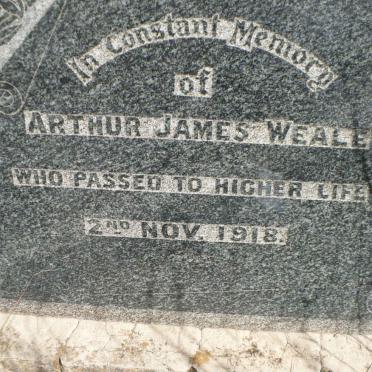 In Constant Memory
of
ARTHUR JAMES WEALE
WHO PASSED TO HIGHER LIFE
2ND NOV. 1918.